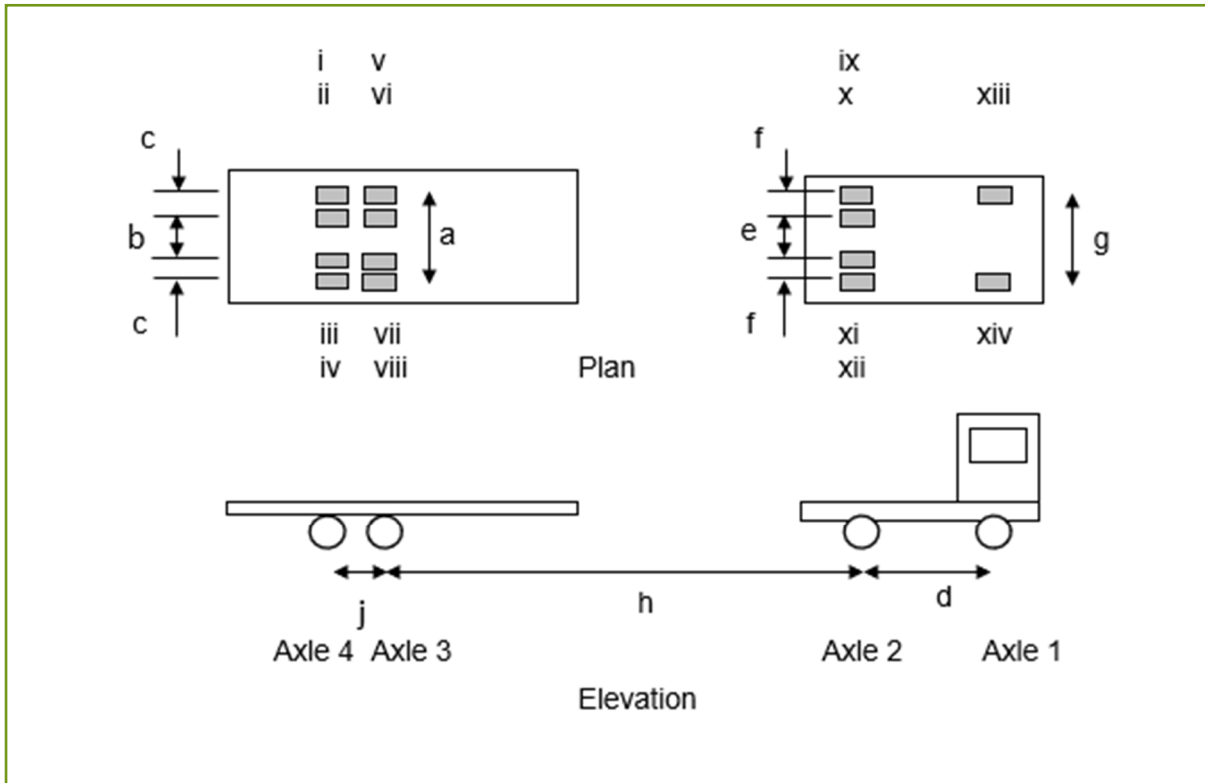 i v ix
ii vi x xiii
c f
b a e g
c f
iii vii xi xiv
iv viii Plan xii
j h d
Axle 4 Axle 3 Axle 2 Axle 1
Elevation